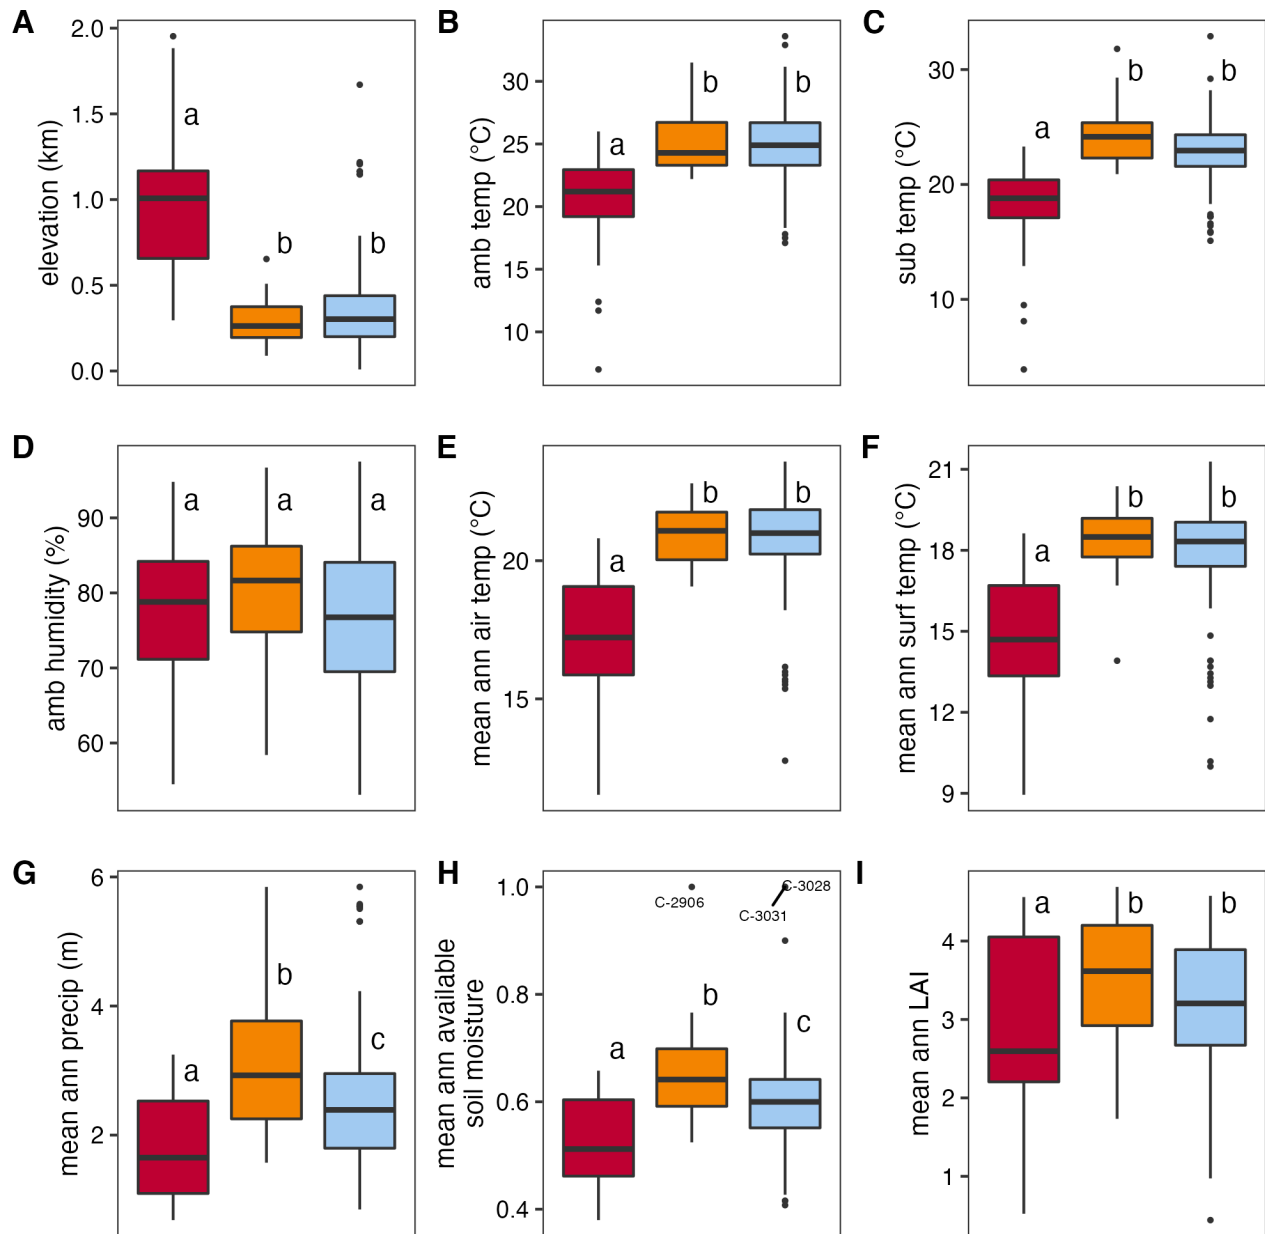 A
elevation (km)
2.0
1.5
1.0
0.5
0.0
a
b
b
B
amb temp (°C)
30
25
20
15
10
a
b
b
C
sub temp (°C)
30
20
10
a
b
b
D
amb humidity (%)
90
80
70
60
a
a
a
E
mean ann air temp (°C)
20
15
a
b
b
F
mean ann surf temp (°C)
21
18
15
12
9
a
b
b
G
mean ann precip (m)
6
4
2
a
b
c
H
mean ann available
soil moisture
1.0
0.8
0.6
0.4
C-2906
C-3028
C-3031
a
b
c
I
mean ann LAI
4
3
2
1
a
b
b